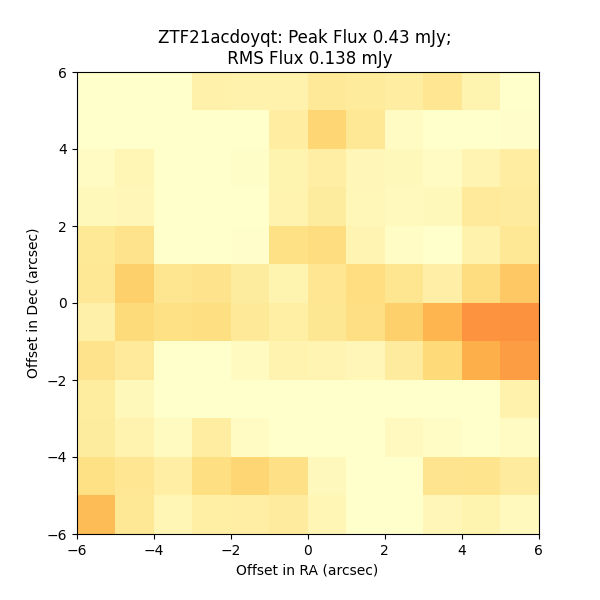 ZTF21acdoyqt: Peak Flux 0.43 mJy;
RMS Flux 0.138 mJy
6
4
2
0
−2
−4
−6
Offset in Dec (arcsec)
−6 −4 −2 0 2 4 6
Offset in RA (arcsec)